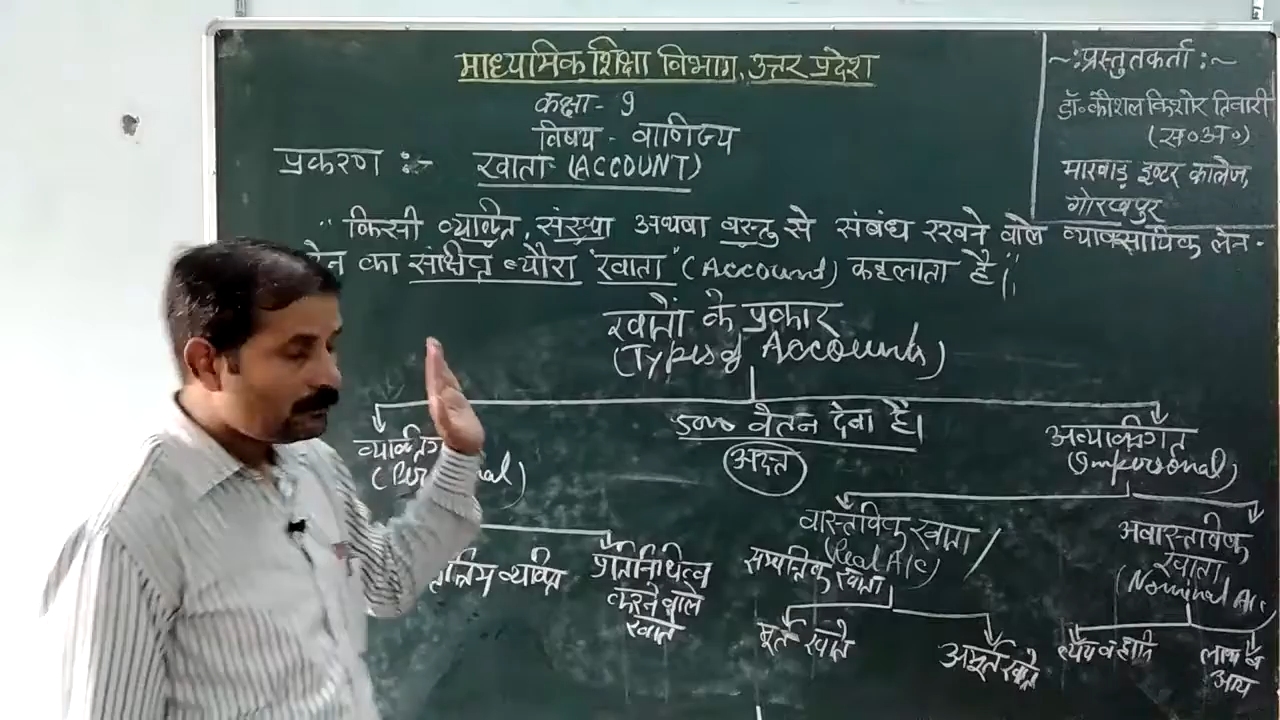 माध्यमिक शिक्षा विभाग, उत्तर प्रदेश
कक्षा - 9
विषय - वाणिज्य
प्रकरण :- खाता (ACCOUNT)
~:प्रस्तुतकर्ता:~
डॉ० कौशल किशोर तिवारी
(स०अ०)
मारवाड़ इण्टर कालेज,
गोरखपुर
"किसी व्यक्ति, संस्था अथवा वस्तु से संबंध रखने वाले व्यावसायिक लेन-
देन का संक्षिप्त ब्यौरा "खाता" (Account) कहलाता है।"
खातों के प्रकार
(Types of Accounts)
वेतन देना है।
अदत्त
अव्यक्तिगत
(Impersonal)
वास्तविक खाता
(Real A/c)
सम्पत्तिक खाता
अवास्तविक
खाता
(Nominal A/c)
व्यक्ति
प्रतिनिधित्व
करने वाले
खाते
मूर्त खाते
अमूर्त खाते
व्यय व हानि
लाभ व
आय